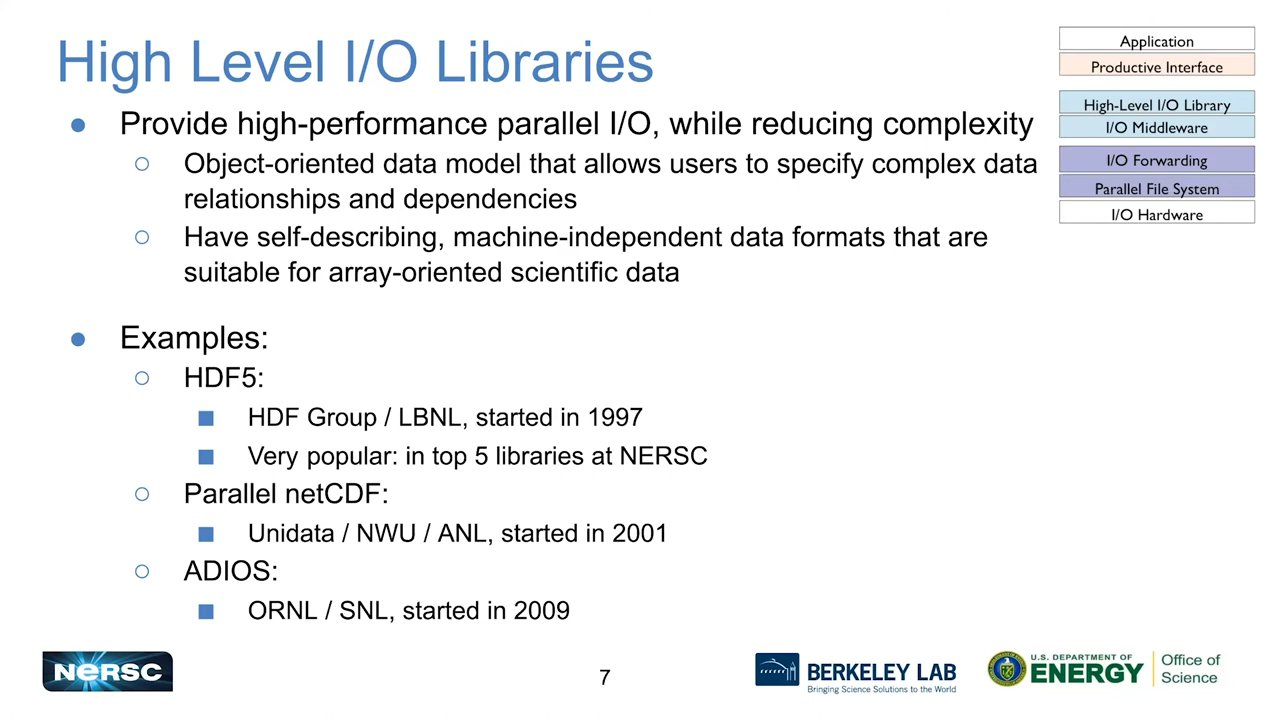 High Level I/O Libraries
● Provide high-performance parallel I/O, while reducing complexity
○ Object-oriented data model that allows users to specify complex data
relationships and dependencies
○ Have self-describing, machine-independent data formats that are
suitable for array-oriented scientific data
● Examples:
○ HDF5:
■ HDF Group / LBNL, started in 1997
■ Very popular: in top 5 libraries at NERSC
○ Parallel netCDF:
■ Unidata / NWU / ANL, started in 2001
○ ADIOS:
■ ORNL / SNL, started in 2009
Application
Productive Interface
High-Level I/O Library
I/O Middleware
I/O Forwarding
Parallel File System
I/O Hardware
NERSC
7
BERKELEY LAB
Bringing Science Solutions to the World
U.S. DEPARTMENT OF
ENERGY
Office of
Science